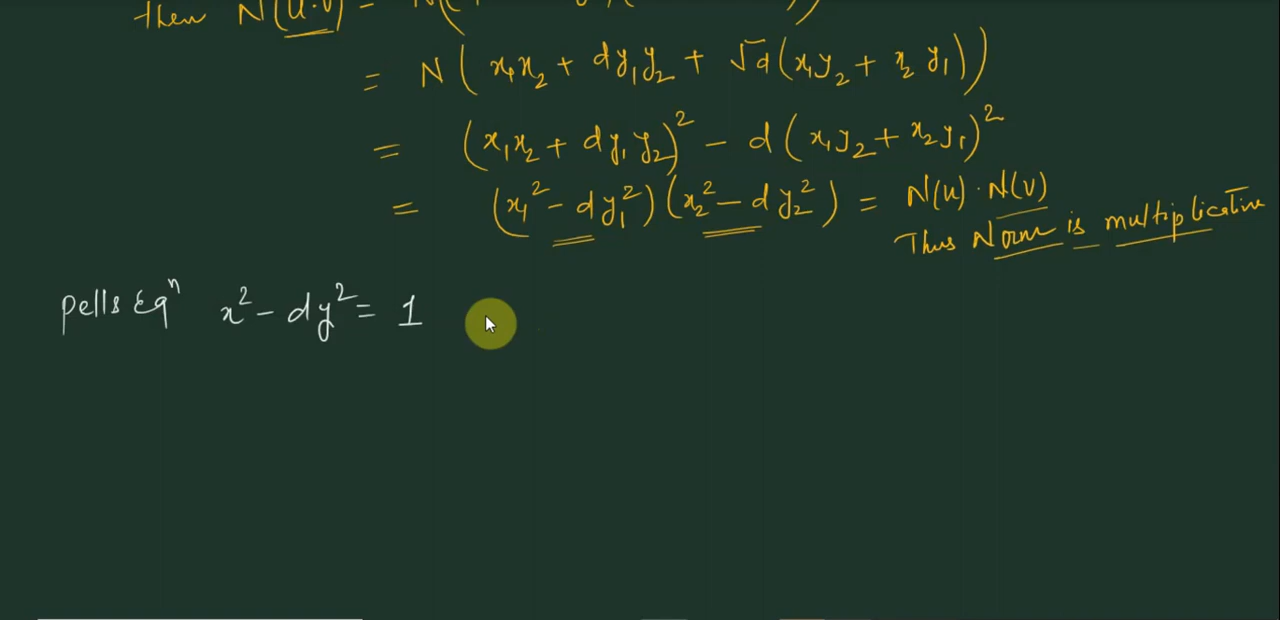 then N(u.v) = N(
= N(x₁x₂ + dy₁y₂ + √d(x₁y₂ + x₂y₁))
= (x₁x₂ + dy₁y₂)² - d(x₁y₂ + x₂y₁)²
= (x₁² - dy₁²)(x₂² - dy₂²) = N(u).N(v)
Thus Norm is multiplicative
pells Eqⁿ x² - dy² = 1